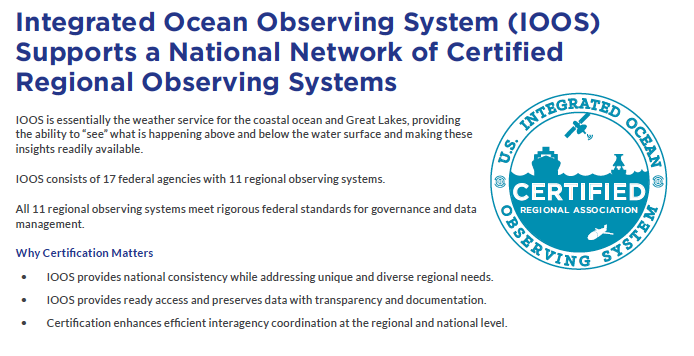 Integrated Ocean Observing System (IOOS)
Supports a National Network of Certified
Regional Observing Systems
IOOS is essentially the weather service for the coastal ocean and Great Lakes, providing
the ability to “see” what is happening above and below the water surface and making these
insights readily available.
IOOS consists of 17 federal agencies with 11 regional observing systems.
All 11 regional observing systems meet rigorous federal standards for governance and data
management.
Why Certification Matters
• IOOS provides national consistency while addressing unique and diverse regional needs.
• IOOS provides ready access and preserves data with transparency and documentation.
• Certification enhances efficient interagency coordination at the regional and national level.
U.S. INTEGRATED OCEAN
CERTIFIED
REGIONAL ASSOCIATION
OBSERVING SYSTEM